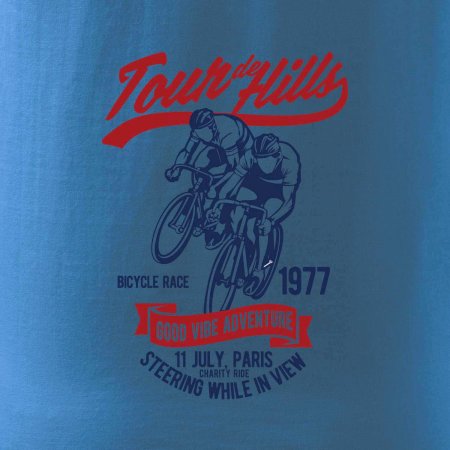 Tour de Hills
BICYCLE RACE 1977
GOOD VIBE ADVENTURE
11 JULY, PARIS
CHARITY RIDE
STEERING WHILE IN VIEW